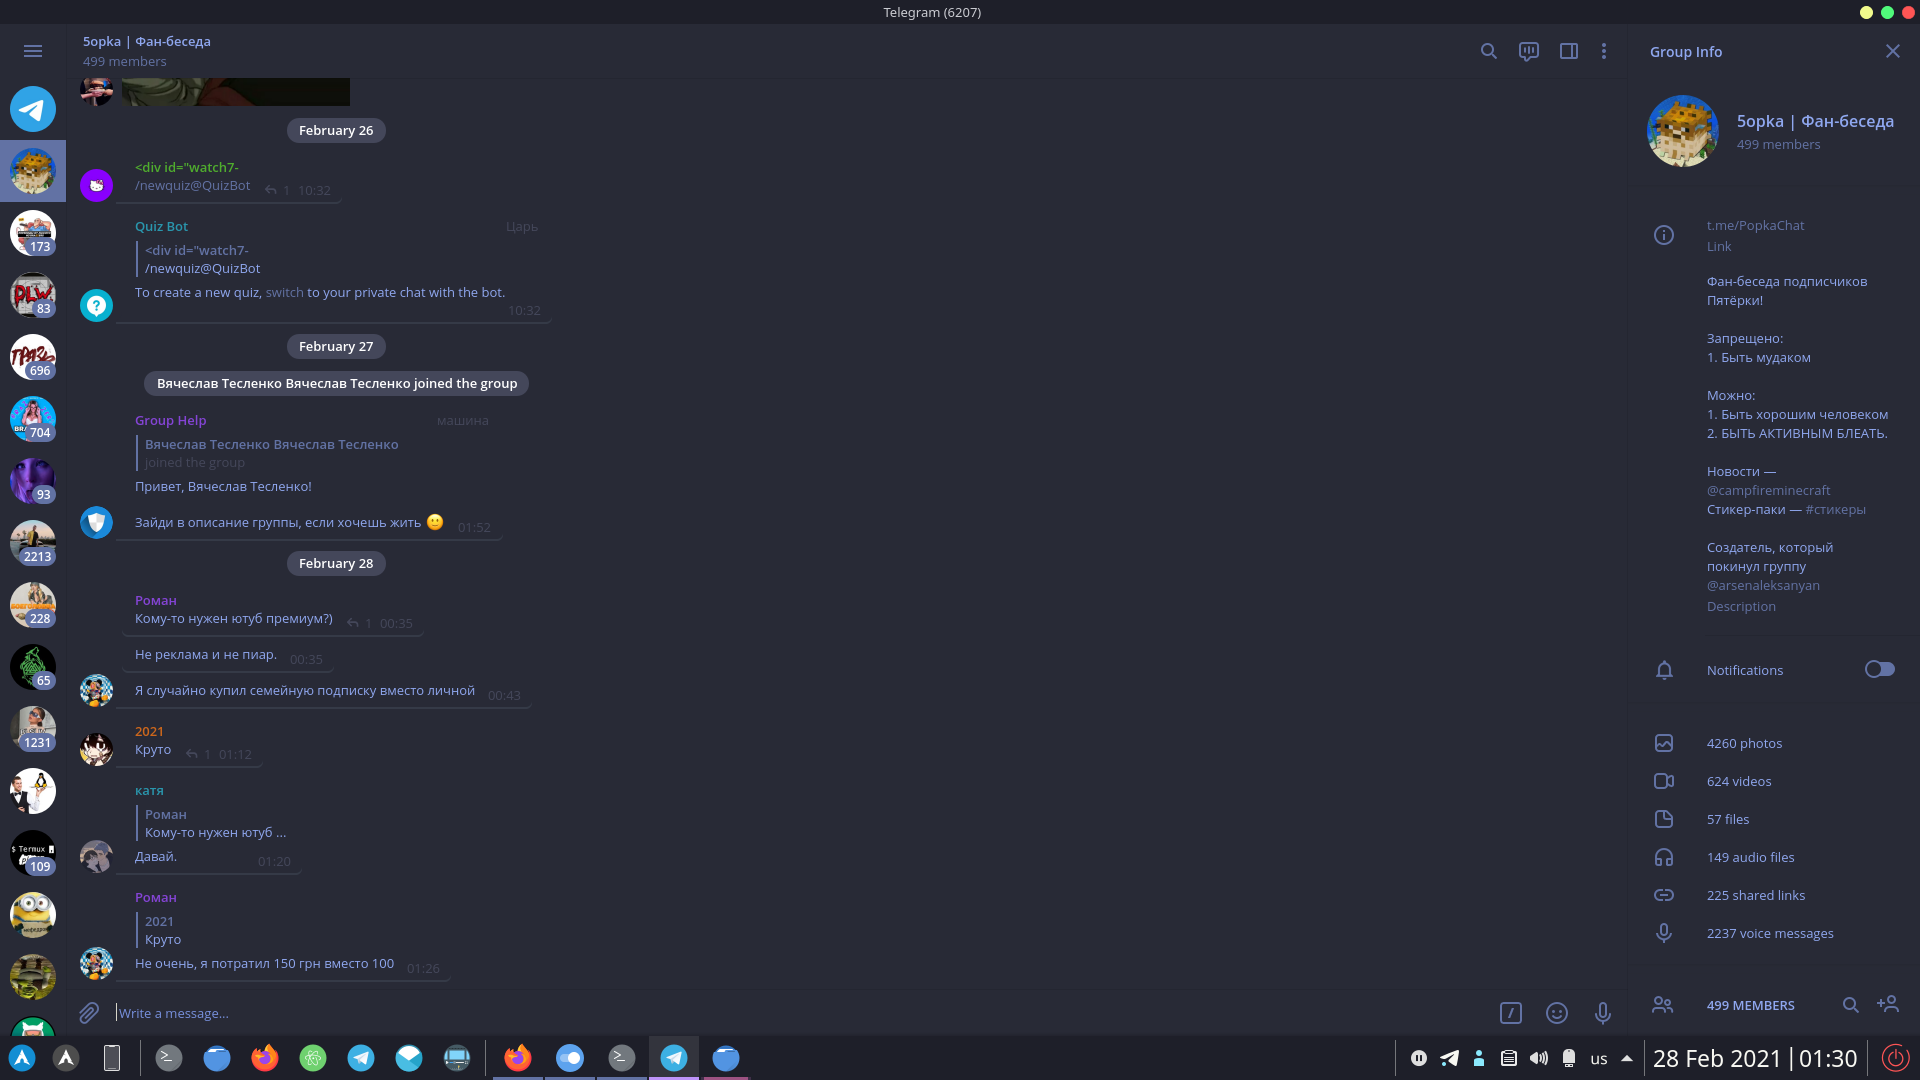 Telegram (6207)
5opka | Фан-беседа
499 members
February 26
<div id="watch7-
/newquiz@QuizBot
1 10:32
Quiz Bot
Царь
<div id="watch7-
/newquiz@QuizBot
To create a new quiz, switch to your private chat with the bot.
10:32
February 27
Вячеслав Тесленко Вячеслав Тесленко joined the group
Group Help
машина
Вячеслав Тесленко Вячеслав Тесленко
joined the group
Привет, Вячеслав Тесленко!
Зайди в описание группы, если хочешь жить 🙂
01:52
February 28
Роман
Кому-то нужен ютуб премиум?)
1 00:35
Не реклама и не пиар.
00:35
Я случайно купил семейную подписку вместо личной
00:43
2021
Круто
1 01:12
катя
Роман
Кому-то нужен ютуб ...
Давай.
01:20
Роман
2021
Круто
Не очень, я потратил 150 грн вместо 100
01:26
Write a message...
173
83
PLW
696
704
93
2213
228
65
1231
$ Termux
109
Group Info
5opka | Фан-беседа
499 members
t.me/PopkaChat
Link
Фан-беседа подписчиков
Пятёрки!
Запрещено:
1. Быть мудаком
Можно:
1. Быть хорошим человеком
2. БЫТЬ АКТИВНЫМ БЛЕАТЬ.
Новости —
@campfireminecraft
Стикер-паки — #стикеры
Создатель, который
покинул группу
@arsenaleksanyan
Description
Notifications
4260 photos
624 videos
57 files
149 audio files
225 shared links
2237 voice messages
499 MEMBERS
us
28 Feb 2021 | 01:30